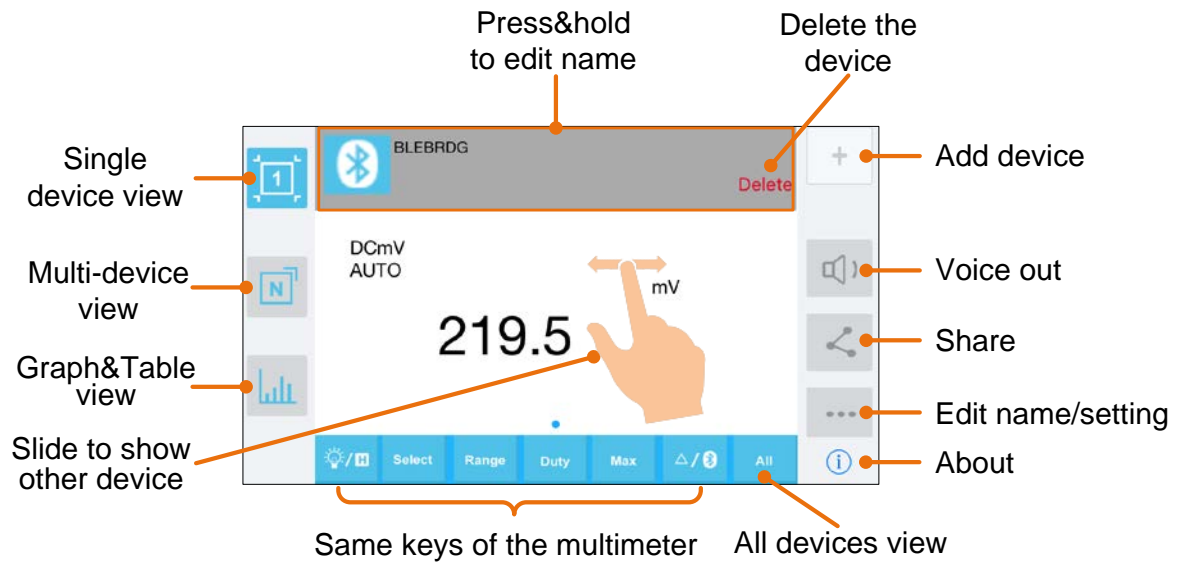 Press&hold
to edit name
Delete the
device
Single
device view
1
BLEBRDG
Delete
+
Add device
Multi-device
view
N
DCmV
AUTO
mV
219.5
Voice out
Share
Graph&Table
view
Edit name/setting
Slide to show
other device
/H Select Range Duty Max △/ All
i
About
Same keys of the multimeter
All devices view